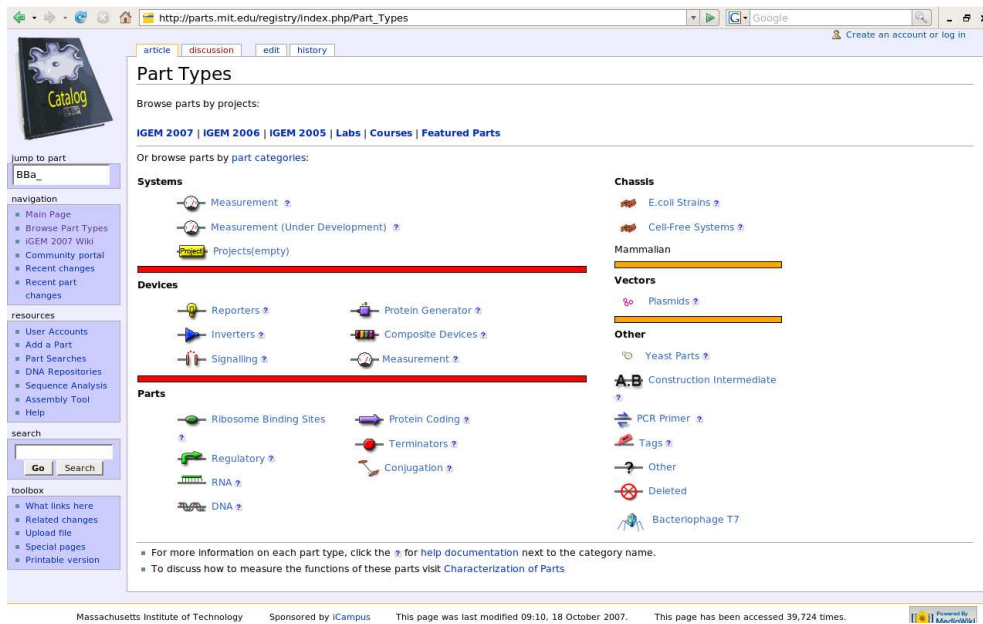 http://parts.mit.edu/registry/index.php/Part_Types
G
Google
Create an account or log in
Catalog
jump to part
BBa_
navigation
Main Page
Browse Part Types
iGEM 2007 Wiki
Community portal
Recent changes
Recent part
changes
resources
User Accounts
Add a Part
Part Searches
DNA Repositories
Sequence Analysis
Assembly Tool
Help
search
Go Search
toolbox
What links here
Related changes
Upload file
Special pages
Printable version
article discussion edit history
Part Types
Browse parts by projects:
iGEM 2007 | IGEM 2006 | IGEM 2005 | Labs | Courses | Featured Parts
Or browse parts by part categories:
Systems
Measurement ?
Measurement (Under Development) ?
Project Projects(empty)
Devices
Reporters ? Protein Generator ?
Inverters ? Composite Devices ?
Signalling ? Measurement ?
Parts
Ribosome Binding Sites Protein Coding ?
?
Terminators ?
Regulatory ? Conjugation ?
RNA ?
DNA ?
Chassis
E.coli Strains ?
Cell-Free Systems ?
Mammalian
Vectors
Plasmids ?
Other
Yeast Parts ?
A.B Construction Intermediate
?
PCR Primer ?
Tags ?
? Other
Deleted
Bacteriophage T7
For more information on each part type, click the ? for help documentation next to the category name.
To discuss how to measure the functions of these parts visit Characterization of Parts
Massachusetts Institute of Technology Sponsored by iCampus This page was last modified 09:10, 18 October 2007. This page has been accessed 39,724 times.
Powered By
MediaWiki